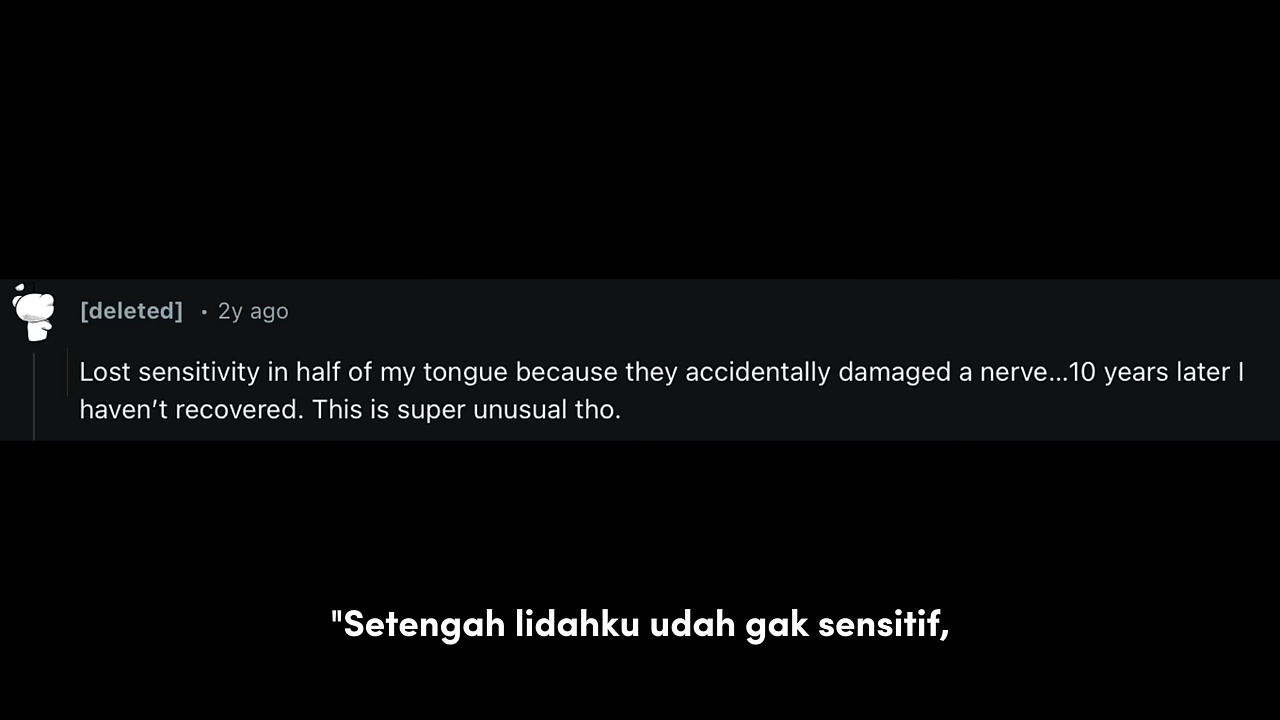 [deleted] • 2y ago
Lost sensitivity in half of my tongue because they accidentally damaged a nerve...10 years later I
haven’t recovered. This is super unusual tho.
"Setengah lidahku udah gak sensitif,